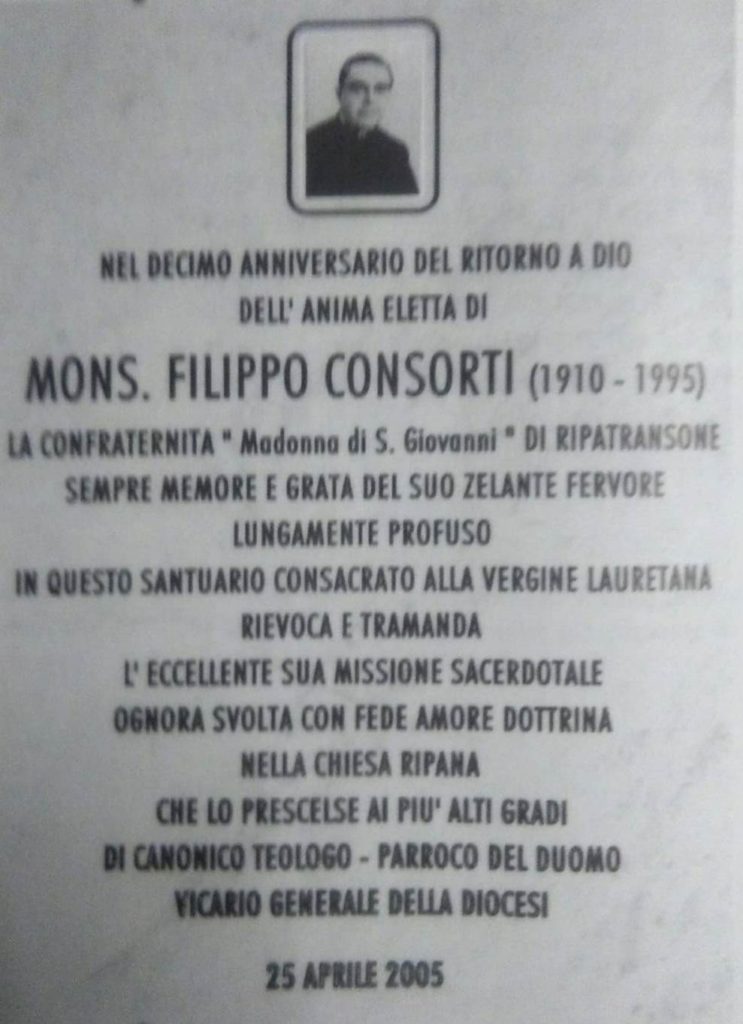 NEL DECIMO ANNIVERSARIO DEL RITORNO A DIO
DELL' ANIMA ELETTA DI
MONS. FILIPPO CONSORTI (1910 - 1995)
LA CONFRATERNITA " Madonna di S. Giovanni " DI RIPATRANSONE
SEMPRE MEMORE E GRATA DEL SUO ZELANTE FERVORE
LUNGAMENTE PROFUSO
IN QUESTO SANTUARIO CONSACRATO ALLA VERGINE LAURETANA
RIEVOCA E TRAMANDA
L' ECCELLENTE SUA MISSIONE SACERDOTALE
OGNORA SVOLTA CON FEDE AMORE DOTTRINA
NELLA CHIESA RIPANA
CHE LO PRESCELSE AI PIU' ALTI GRADI
DI CANONICO TEOLOGO - PARROCO DEL DUOMO
VICARIO GENERALE DELLA DIOCESI
25 APRILE 2005